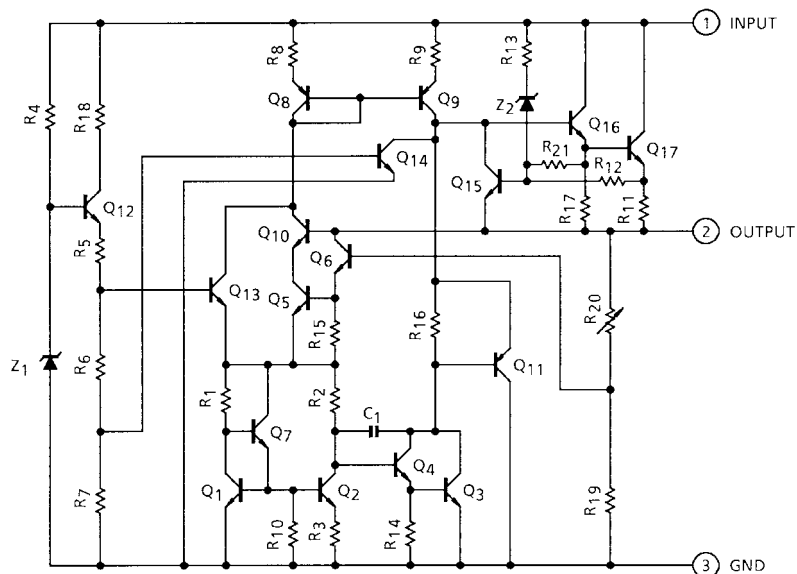 1 INPUT
R8
R9
R13
R4
R18
Q8
Q9
Z2
Q16
Q14
R21
R12
Q17
Q15
Q12
R17
R11
R5
Q10
2 OUTPUT
Q6
Q13
Q5
R20
R15
R16
Z1
R6
Q11
R1
R2
C1
Q7
Q4
R7
Q1
Q2
Q3
R19
R10
R3
R14
3 GND